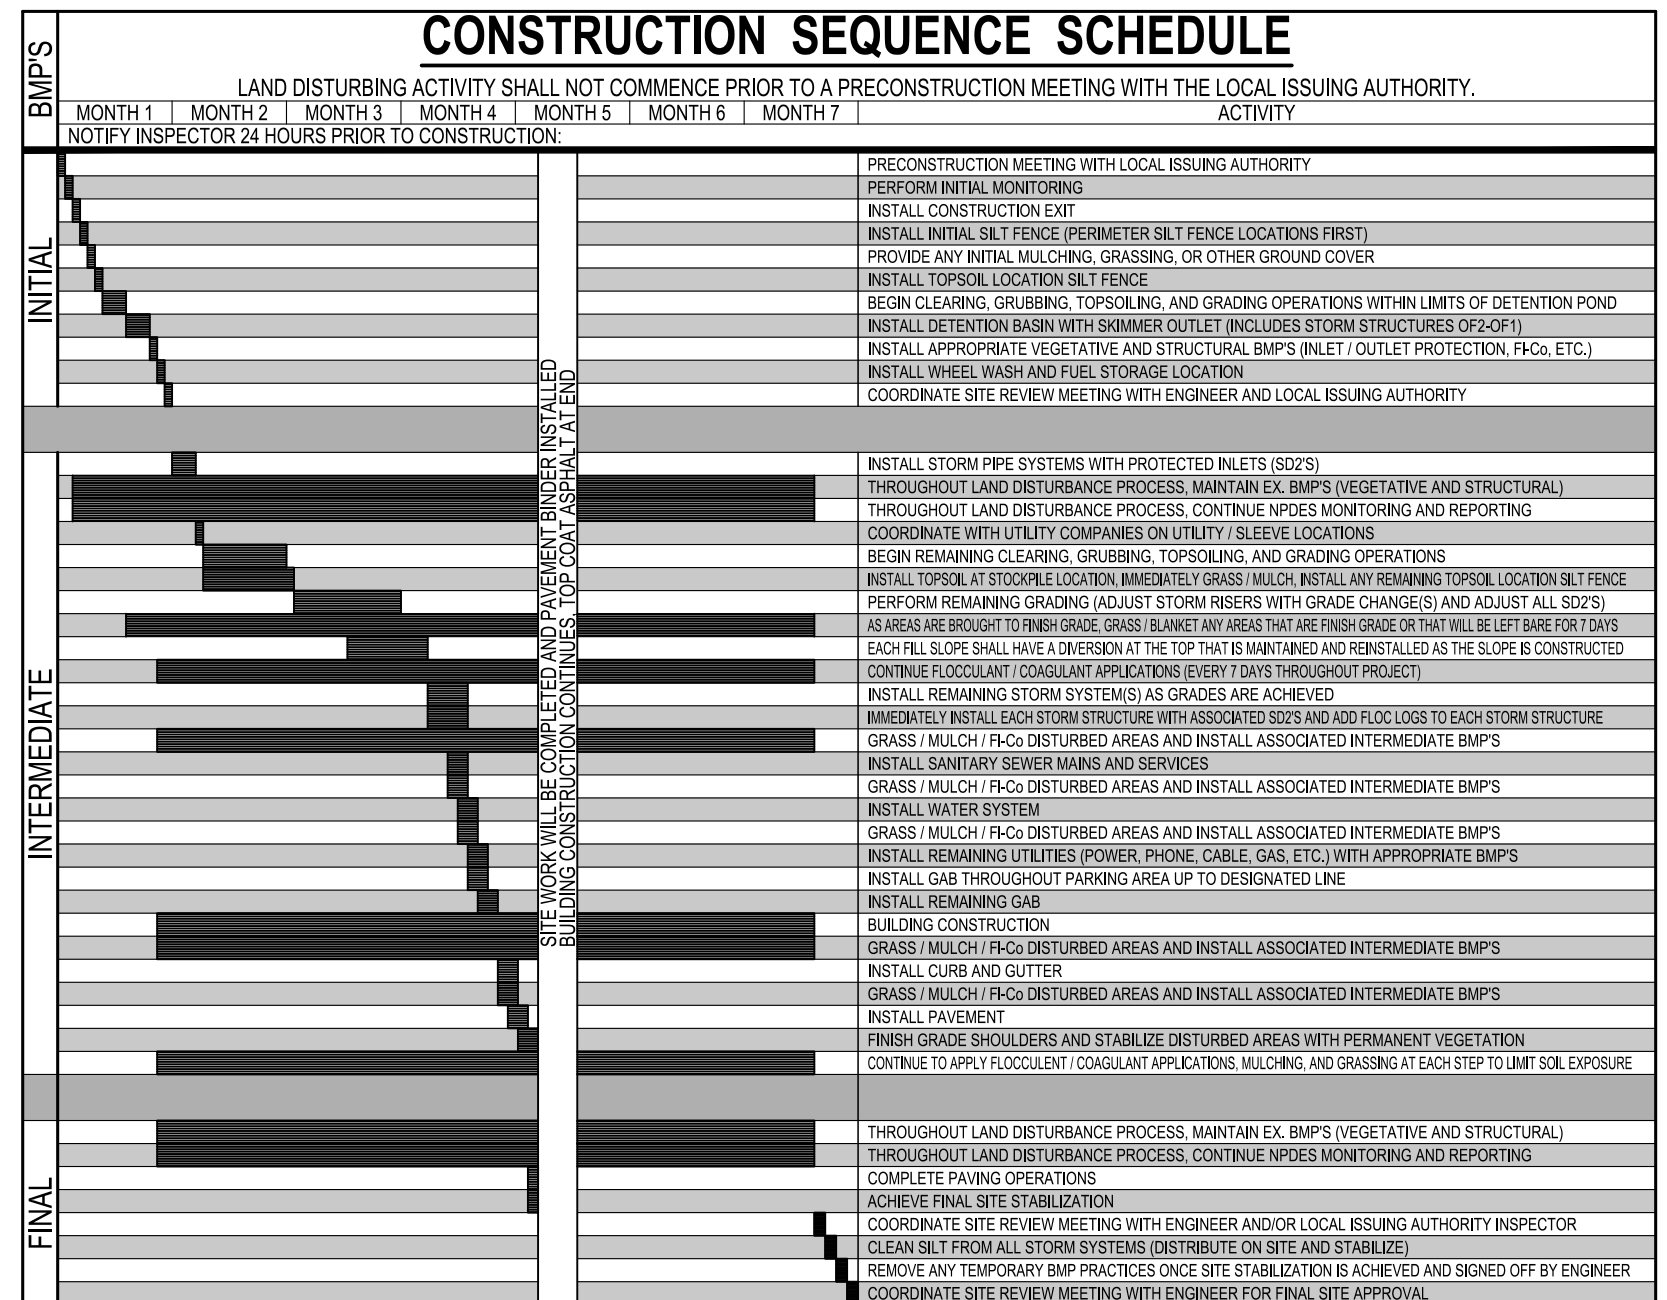 CONSTRUCTION SEQUENCE SCHEDULE
BMP'S
LAND DISTURBING ACTIVITY SHALL NOT COMMENCE PRIOR TO A PRECONSTRUCTION MEETING WITH THE LOCAL ISSUING AUTHORITY.
MONTH 1 MONTH 2 MONTH 3 MONTH 4 MONTH 5 MONTH 6 MONTH 7 ACTIVITY
NOTIFY INSPECTOR 24 HOURS PRIOR TO CONSTRUCTION:
SITE WORK WILL BE COMPLETED AND PAVEMENT BINDER INSTALLED
BUILDING CONSTRUCTION CONTINUES, TOP COAT ASPHALT AT END
INITIAL
PRECONSTRUCTION MEETING WITH LOCAL ISSUING AUTHORITY
PERFORM INITIAL MONITORING
INSTALL CONSTRUCTION EXIT
INSTALL INITIAL SILT FENCE (PERIMETER SILT FENCE LOCATIONS FIRST)
PROVIDE ANY INITIAL MULCHING, GRASSING, OR OTHER GROUND COVER
INSTALL TOPSOIL LOCATION SILT FENCE
BEGIN CLEARING, GRUBBING, TOPSOILING, AND GRADING OPERATIONS WITHIN LIMITS OF DETENTION POND
INSTALL DETENTION BASIN WITH SKIMMER OUTLET (INCLUDES STORM STRUCTURES OF2-OF1)
INSTALL APPROPRIATE VEGETATIVE AND STRUCTURAL BMP'S (INLET / OUTLET PROTECTION, Fl-Co, ETC.)
INSTALL WHEEL WASH AND FUEL STORAGE LOCATION
COORDINATE SITE REVIEW MEETING WITH ENGINEER AND LOCAL ISSUING AUTHORITY
INTERMEDIATE
INSTALL STORM PIPE SYSTEMS WITH PROTECTED INLETS (SD2'S)
THROUGHOUT LAND DISTURBANCE PROCESS, MAINTAIN EX. BMP'S (VEGETATIVE AND STRUCTURAL)
THROUGHOUT LAND DISTURBANCE PROCESS, CONTINUE NPDES MONITORING AND REPORTING
COORDINATE WITH UTILITY COMPANIES ON UTILITY / SLEEVE LOCATIONS
BEGIN REMAINING CLEARING, GRUBBING, TOPSOILING, AND GRADING OPERATIONS
INSTALL TOPSOIL AT STOCKPILE LOCATION, IMMEDIATELY GRASS / MULCH, INSTALL ANY REMAINING TOPSOIL LOCATION SILT FENCE
PERFORM REMAINING GRADING (ADJUST STORM RISERS WITH GRADE CHANGE(S) AND ADJUST ALL SD2'S)
AS AREAS ARE BROUGHT TO FINISH GRADE, GRASS / BLANKET ANY AREAS THAT ARE FINISH GRADE OR THAT WILL BE LEFT BARE FOR 7 DAYS
EACH FILL SLOPE SHALL HAVE A DIVERSION AT THE TOP THAT IS MAINTAINED AND REINSTALLED AS THE SLOPE IS CONSTRUCTED
CONTINUE FLOCCULANT / COAGULANT APPLICATIONS (EVERY 7 DAYS THROUGHOUT PROJECT)
INSTALL REMAINING STORM SYSTEM(S) AS GRADES ARE ACHIEVED
IMMEDIATELY INSTALL EACH STORM STRUCTURE WITH ASSOCIATED SD2'S AND ADD FLOC LOGS TO EACH STORM STRUCTURE
GRASS / MULCH / Fl-Co DISTURBED AREAS AND INSTALL ASSOCIATED INTERMEDIATE BMP'S
INSTALL SANITARY SEWER MAINS AND SERVICES
GRASS / MULCH / Fl-Co DISTURBED AREAS AND INSTALL ASSOCIATED INTERMEDIATE BMP'S
INSTALL WATER SYSTEM
GRASS / MULCH / Fl-Co DISTURBED AREAS AND INSTALL ASSOCIATED INTERMEDIATE BMP'S
INSTALL REMAINING UTILITIES (POWER, PHONE, CABLE, GAS, ETC.) WITH APPROPRIATE BMP'S
INSTALL GAB THROUGHOUT PARKING AREA UP TO DESIGNATED LINE
INSTALL REMAINING GAB
BUILDING CONSTRUCTION
GRASS / MULCH / Fl-Co DISTURBED AREAS AND INSTALL ASSOCIATED INTERMEDIATE BMP'S
INSTALL CURB AND GUTTER
GRASS / MULCH / Fl-Co DISTURBED AREAS AND INSTALL ASSOCIATED INTERMEDIATE BMP'S
INSTALL PAVEMENT
FINISH GRADE SHOULDERS AND STABILIZE DISTURBED AREAS WITH PERMANENT VEGETATION
CONTINUE TO APPLY FLOCCULENT / COAGULANT APPLICATIONS, MULCHING, AND GRASSING AT EACH STEP TO LIMIT SOIL EXPOSURE
FINAL
THROUGHOUT LAND DISTURBANCE PROCESS, MAINTAIN EX. BMP'S (VEGETATIVE AND STRUCTURAL)
THROUGHOUT LAND DISTURBANCE PROCESS, CONTINUE NPDES MONITORING AND REPORTING
COMPLETE PAVING OPERATIONS
ACHIEVE FINAL SITE STABILIZATION
COORDINATE SITE REVIEW MEETING WITH ENGINEER AND/OR LOCAL ISSUING AUTHORITY INSPECTOR
CLEAN SILT FROM ALL STORM SYSTEMS (DISTRIBUTE ON SITE AND STABILIZE)
REMOVE ANY TEMPORARY BMP PRACTICES ONCE SITE STABILIZATION IS ACHIEVED AND SIGNED OFF BY ENGINEER
COORDINATE SITE REVIEW MEETING WITH ENGINEER FOR FINAL SITE APPROVAL